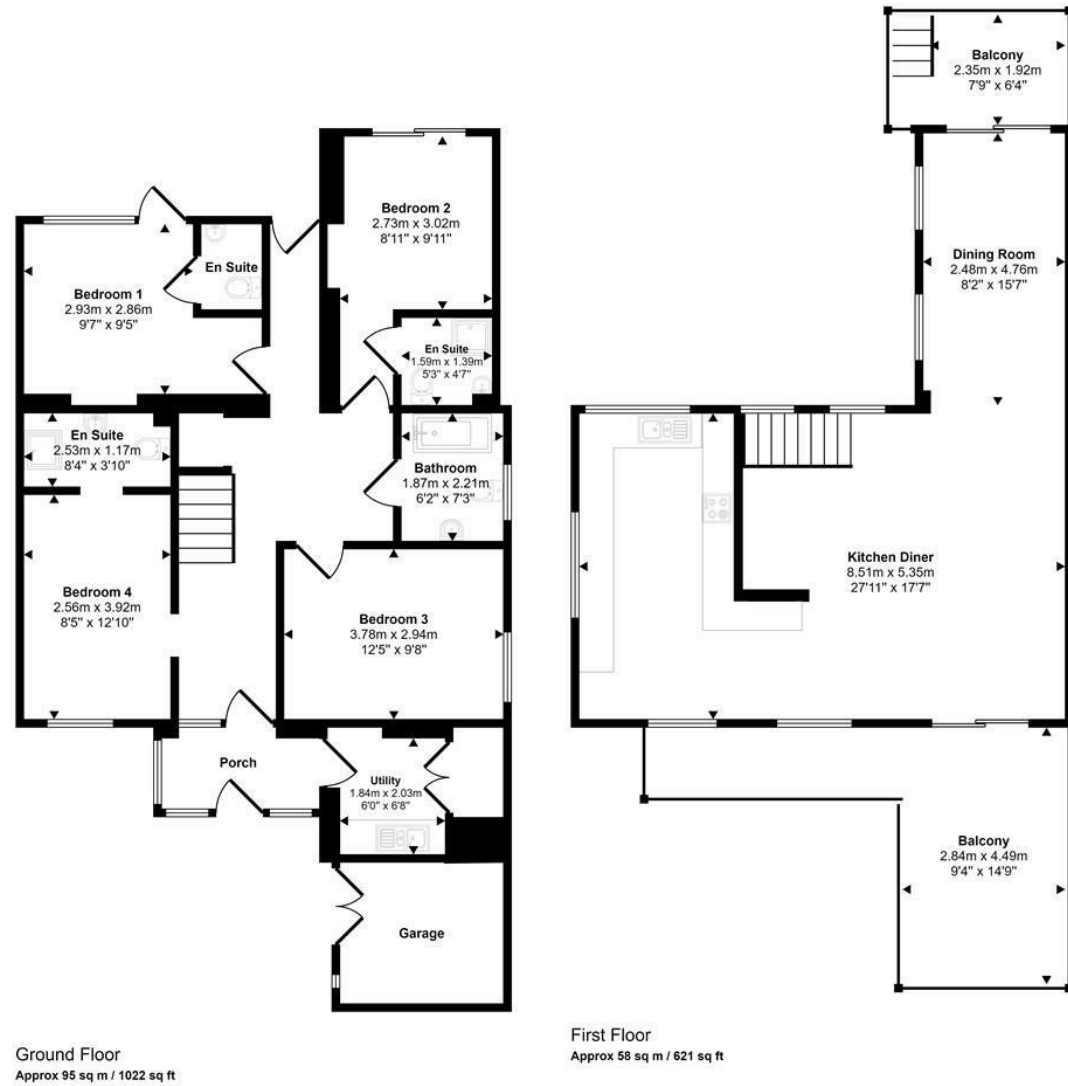 Balcony
2.35m x 1.92m
7'9" x 6'4"
Bedroom 2
2.73m x 3.02m
8'11" x 9'11"
En Suite
Bedroom 1
2.93m x 2.86m
9'7" x 9'5"
Dining Room
2.48m x 4.76m
8'2" x 15'7"
En Suite
1.59m x 1.39m
5'3" x 4'7"
En Suite
2.53m x 1.17m
8'4" x 3'10"
Bathroom
1.87m x 2.21m
6'2" x 7'3"
Kitchen Diner
8.51m x 5.35m
27'11" x 17'7"
Bedroom 4
2.56m x 3.92m
8'5" x 12'10"
Bedroom 3
3.78m x 2.94m
12'5" x 9'8"
Porch
Utility
1.84m x 2.03m
6'0" x 6'8"
Balcony
2.84m x 4.49m
9'4" x 14'9"
Garage
Ground Floor
Approx 95 sq m / 1022 sq ft
First Floor
Approx 58 sq m / 621 sq ft